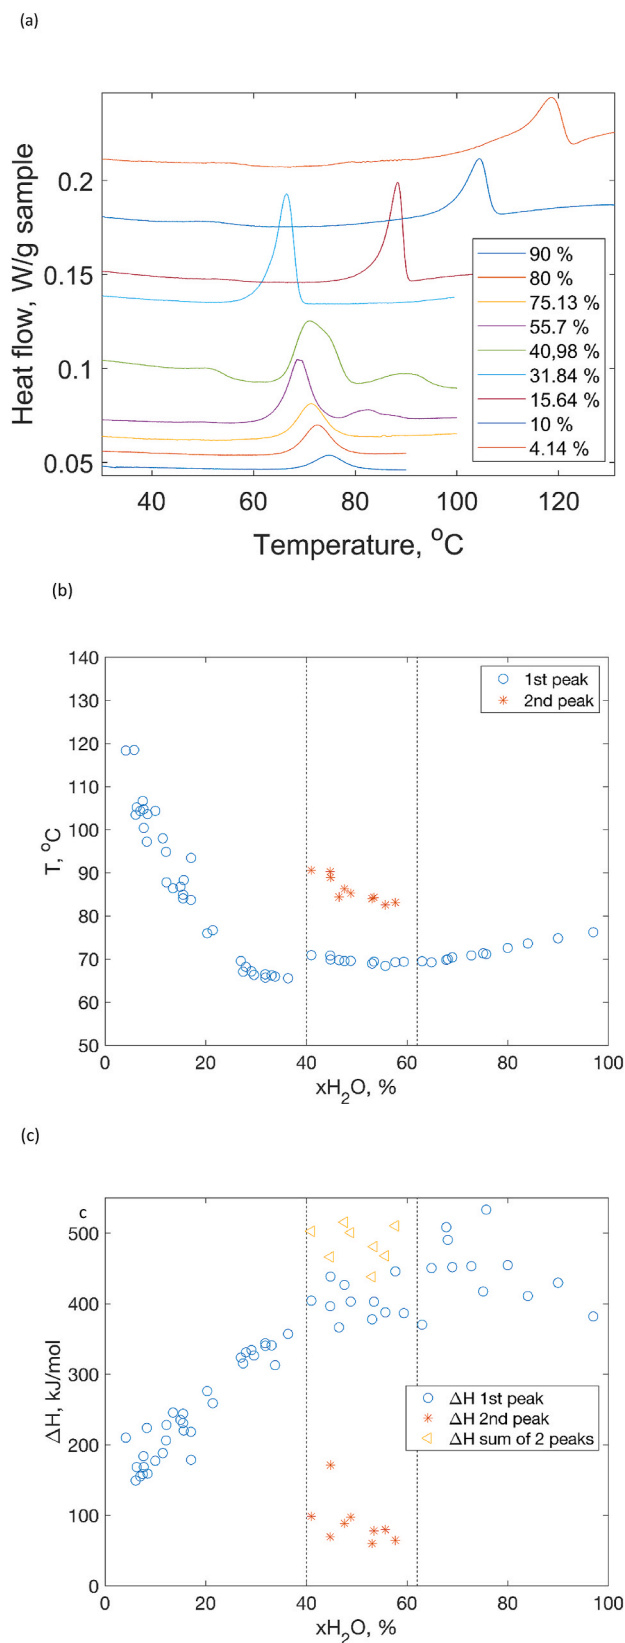 (a)
Heat flow, W/g sample
0.2
0.15
0.1
0.05
90 %
80 %
75.13 %
55.7 %
40,98 %
31.84 %
15.64 %
10 %
4.14 %
40 60 80 100 120
Temperature, °C
(b)
T, °C
140
130
120
110
100
90
80
70
60
50
1st peak
2nd peak
0 20 40 60 80 100
xH₂O, %
(c)
c
ΔH, kJ/mol
500
400
300
200
100
0
ΔH 1st peak
ΔH 2nd peak
ΔH sum of 2 peaks
0 20 40 60 80 100
xH₂O, %